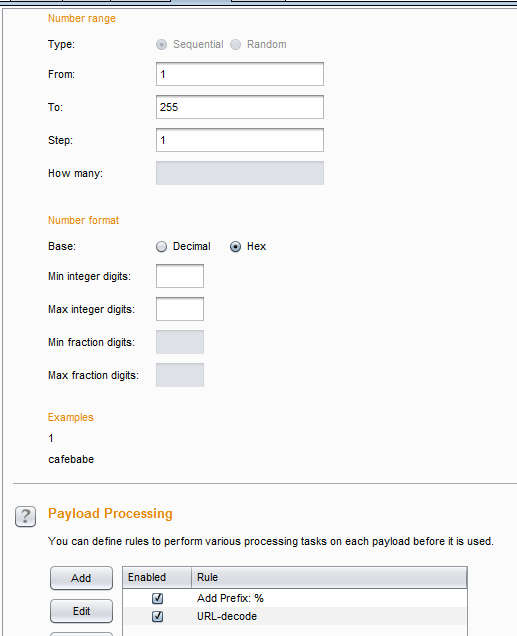 Number range
Type: Sequential Random
From: 1
To: 255
Step: 1
How many:
Number format
Base: Decimal Hex
Min integer digits:
Max integer digits:
Min fraction digits:
Max fraction digits:
Examples
1
cafebabe
? Payload Processing
You can define rules to perform various processing tasks on each payload before it is used.
Add Enabled Rule
Add Prefix: %
Edit URL-decode